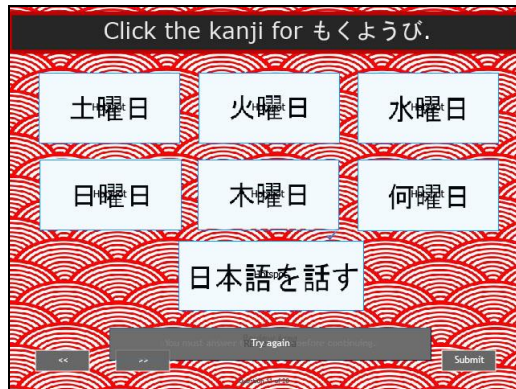 Click the kanji for もくようび.
土曜日
火曜日
水曜日
日曜日
木曜日
何曜日
日本語を話す
Hotspot
Try again
<<
>>
Submit